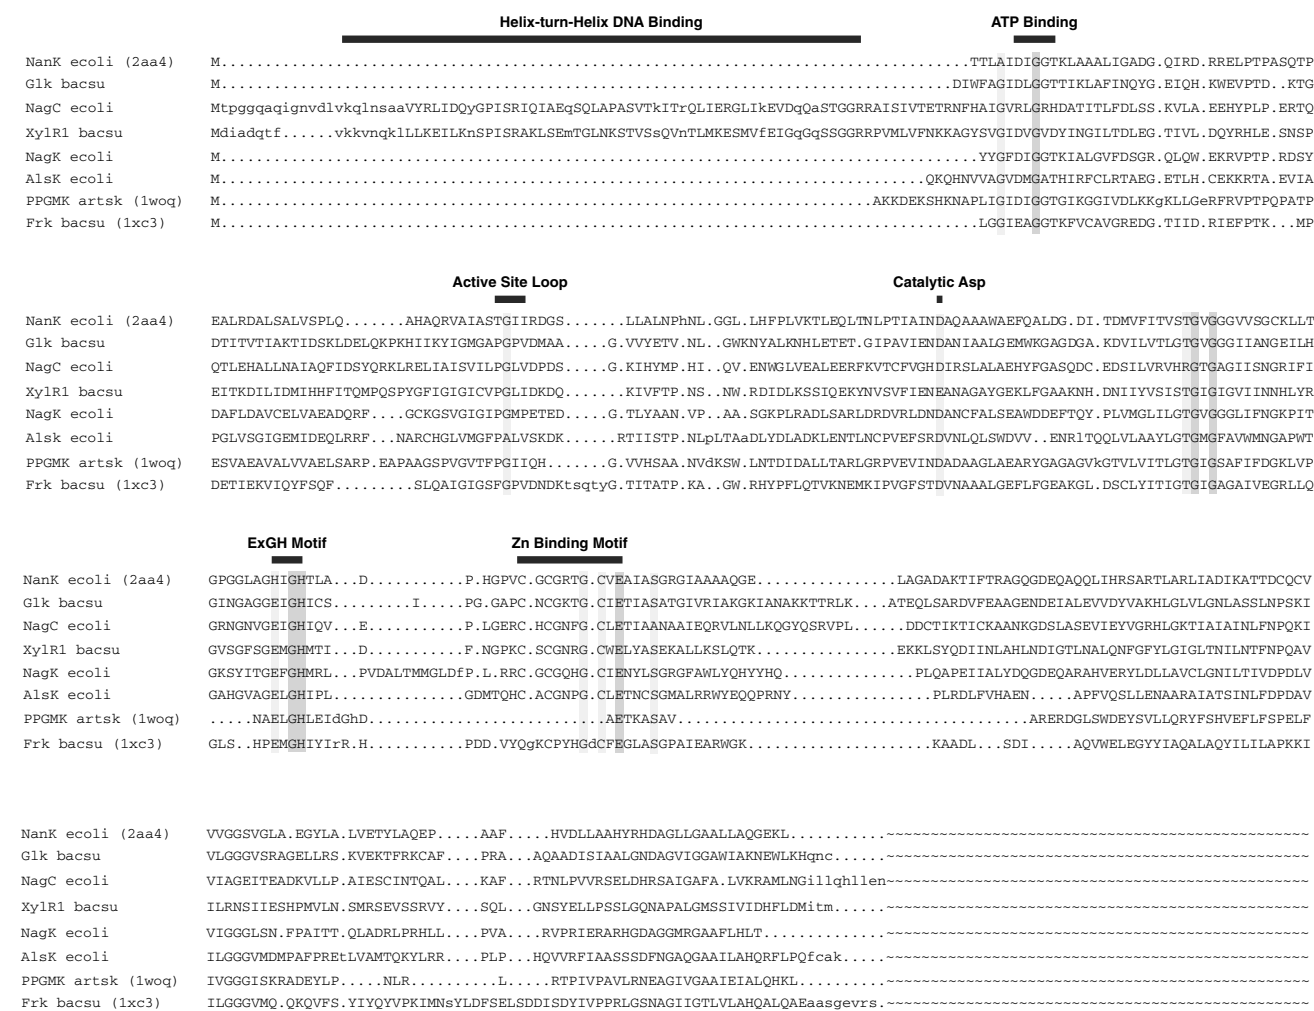 Helix-turn-Helix DNA Binding ATP Binding
NanK ecoli (2aa4) M.....................................................................................TTLAIDIGGTKLAAALIGADG.QIRD.RRELPTPASQTP
Glk bacsu M...................................................................................DIWFAGIDLGGTTIKLAFINQYG.EIQH.KWEVPTD..KTG
NagC ecoli MtpggqaqignvdlvkqlnsaaVYRLIDQyGPISRIQIAEqSQLAPASVTkITrQLIERGLIkEVDQQaSTGGRRAISIVTETRNFHAIGVRLGRHDATITLFDLSS.KVLA.EEHYPLP.ERTQ
XylR1 bacsu Mdiadqtf......vkkvnqklLLKEILKnSPISRAKLSEmTGLNKSTVSsQVnTLMKESMVfEIGqGqSSGGRRPVMLVFNKKAGYSVGIDVGVDYINGILTDLEG.TIVL.DQYRHLE.SNSP
NagK ecoli M......................................................................................YYGFDIGGTKIALGVFDSGR.QLQW.EKRVPTP.RDSY
AlsK ecoli M................................................................................QKQHNVVAGVDMGATHIRFCLRTAEG.ETLH.CEKKRTA.EVIA
PPGMK artsk (1woq) M..........................................................................AKKDEKSHKNAPLIGIDIGGTGIKGGIVDLKKgKLLGeRFRVPTPQPATP
Frk bacsu (1xc3) M......................................................................................LGGIEAGGTKFVCAVGREDG.TIID.RIEFPTK...MP
Active Site Loop Catalytic Asp
NanK ecoli (2aa4) EALRDALSALVSPLQ.......AHAQRVAIASTGIIRDGS......LLALNPhNL.GGL.LHFPLVKTLEQLTNLPTIAINDAQAAAWAEFQALDG.DI.TDMVFITVSTGVGGGVVSGCKLLT
Glk bacsu DTITVTIAKTIDSKLDELQKPKHIIKYIGMGAPGPVDMAA.....G.VVYETV.NL..GWKNYALKNHLETET.GIPAVIENDANIAALGEMWKGAGDGA.KDVILVTLGTGVGGGIIANGEILH
NagC ecoli QTLEHALLNAIAQFIDSYQRKLRELIAISVILPGLVDPDS.....G.KIHYMP.HI..QV.ENWGLVEALEERFKVTCFVGHDIRSLALAEHYFGASQDC.EDSILVRVHRGTGAGIISNGRIFI
XylR1 bacsu EITKDILIDMIHHFITQMPQSPYGFIGIGICVPGLIDKDQ.......KIVFTP.NS..NW.RDIDLKSSIQEKYNVSVFIENEANAGAYGEKLFGAAKNH.DNIIYVSISTGIGIGVIINNHLYR
NagK ecoli DAFLDAVCELVAEADQRF....GCKGSVGIGIPGMPETED.....G.TLYAANV.VP..AA.SGKPLRADLSARLDRDVRLDNDANCFALSEAWDDEFTQY.PLVMGLILGTGVGGGLIFNGKPIT
Alsk ecoli PGLVSGIGEMIDEQLRRF...NARCHGLVMGFPALVSKDK......RTIISTP.NLpLTAaDLYDLADKLENTLNCPVEFSRDVNLQLSWDVV..ENRlTQQLVLAAYLGTGMGFAVWMNGAPWT
PPGMK artsk (1woq) ESVAEAVALVVAELSARP.EAPAAGSPVGVTFPGIIQH......G.VVHSAA.NVdKSW.LNTDIDALLTARLGRPVEVINDADAAGLAEARYGAGAGVkGTVLVITLGTGIGSAFIFDGKLVP
Frk bacsu (1xc3) DETIEKVIQYFSQF.........SLQAIGIGSFGPVDNDKtsqtyG.TITATP.KA..GW.RHYPFLQTVKNEMKIPVGFSTDVNAAALGEFLFGEAKGL.DSCLYITIGTGIGAGAIVEGRLLQ
ExGH Motif Zn Binding Motif
NanK ecoli (2aa4) GPGGLAGHIGHTLA...D...........P.HGPVC.GCGRTG.CVEAIASGRGIAAAAQGE................LAGADAKTIFTRAGQGDEQAQQLIHRSARTLARLIADIKATTDCQCV
Glk bacsu GINGAGGEIGHICS.........I.....PG.GAPC.NCGKTG.CIETIASATGIVRIAKGKIANAKKTTRLK....ATEQLSARDVFEAAGENDEIALEVVDYVAKHLGLVLGNLASSLNPSKI
NagC ecoli GRNGNVGEIGHIQV...E...........P.LGERC.HCGNFG.CLETIAANAAIEQRVLNLLKQGYQSRVPL......DDCTIKTICKAANKGDSLASEVIEYVGRHLGKTIAIAINLFNPQKI
XylR1 bacsu GVSGFSGEMGHMTI...D...........F.NGPKC.SCGNRG.CWELYASEKALLKSLQTK................EKKLSYQDIINLAHLNDIGTLNALQNFGFYLGIGLTNILNTFNPQAV
NagK ecoli GKSYITGEFGHMRL...PVDALTMMGLDfP.L.RRC.GCGQHG.CIENYLSGRGFAWLYQHYYHQ...............PLQAPEIIALYDQGDEQARAHVERYLDLLAVCLGNILTIVDPDLV
AlsK ecoli GAHGVAGELGHIPL............GDMTQHC.ACGNPG.CLETNCSGMALRRWYEQQPRNY................PLRDLFVHAEN.....APFVQSLLENAARAIATSINLFDPDAV
PPGMK artsk (1woq) .....NAELGHLEIdGhD...........................AETKASAV........................................ARERDGLSWDEYSVLLQRYFSHVEFLFSPELF
Frk bacsu (1xc3) GLS..HPEMGHIYIrR.H...........PDD.VYQgKCPYHGdCFEGLASGPAIEARWGK.....................KAADL...SDI.....AQVWELEGYYIAQALAQYILILAPKKI
NanK ecoli (2aa4) VVGGSVGLA.EGYLA.LVETYLAQEP.....AAF.....HVDLLAAHYRHDAGLLGAALLAQGEKL...........~~~~~~~~~~~~~~~~~~~~~~~~~~~~~~~~~~~~~~~~~~~~~~~~
Glk bacsu VLGGGVSRAGELLRS.KVEKTFRKCAF....PRA...AQAADISIAALGNDAGVIGGAWIAKNEWLKHqnc......~~~~~~~~~~~~~~~~~~~~~~~~~~~~~~~~~~~~~~~~~~~~~~~~
NagC ecoli VIAGEITEADKVLLP.AIESCINTQAL....KAF...RTNLPVVRSELDHRSAIGAFA.LVKRAMLNGillqhllen~~~~~~~~~~~~~~~~~~~~~~~~~~~~~~~~~~~~~~~~~~~~~~~~
XylR1 bacsu ILRNSIIESHPMVLN.SMRSEVSSRVY....SQL...GNSYELLPSSLGQNAPALGMSSIVIDHFLDMitm......~~~~~~~~~~~~~~~~~~~~~~~~~~~~~~~~~~~~~~~~~~~~~~~~
NagK ecoli VIGGGLSN.FPAITT.QLADRLPRHLL....PVA....RVPRIERARHGDAGGMRGAAFLHLT..............~~~~~~~~~~~~~~~~~~~~~~~~~~~~~~~~~~~~~~~~~~~~~~~~
AlsK ecoli ILGGGVMDMPAFPREtLVAMTQKYLRR....PLP...HQVVRFIAASSSDFNGAQGAAILAHQRFLPQfcak.....~~~~~~~~~~~~~~~~~~~~~~~~~~~~~~~~~~~~~~~~~~~~~~~~
PPGMK artsk (1woq) IVGGGISKRADEYLP.....NLR..........L.....RTPIVPAVLRNEAGIVGAAIEIALQHKL..........~~~~~~~~~~~~~~~~~~~~~~~~~~~~~~~~~~~~~~~~~~~~~~~~
Frk bacsu (1xc3) ILGGGVMQ.QKQVFS.YIYQYVPKIMNsYLDFSELSDDISDYIVPPRLGSNAGIIGTLVLAHQALQAEaasgevrs.~~~~~~~~~~~~~~~~~~~~~~~~~~~~~~~~~~~~~~~~~~~~~~~~